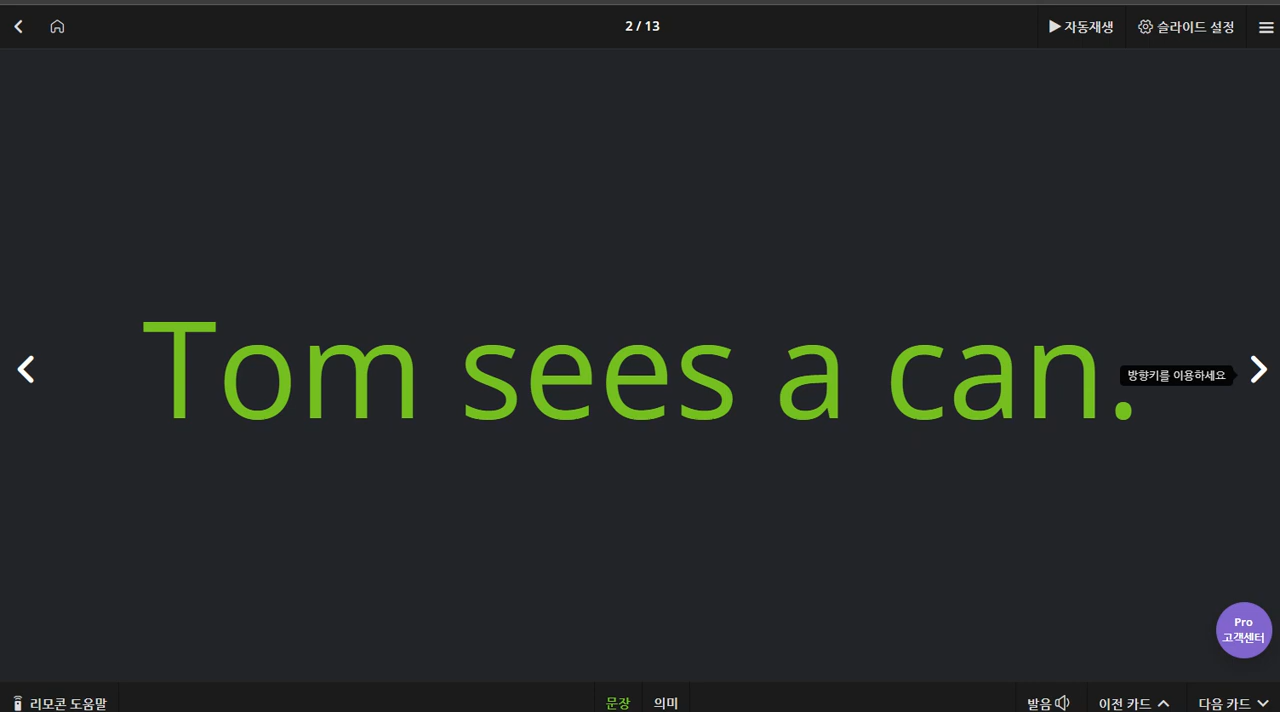 2 / 13
자동재생
슬라이드 설정
Tom sees a can.
방향키를 이용하세요
Pro
고객센터
리모콘 도움말
문장
의미
발음
이전 카드
다음 카드